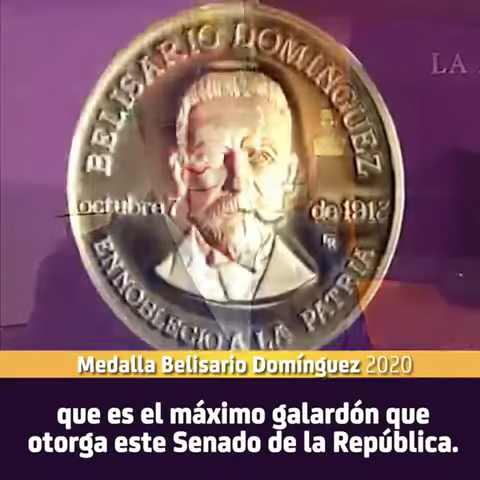 BELISARIO DOMÍNGUEZ
LA
octubre 7 de 1913
ENNOBLECIO A LA PATRIA
Medalla Belisario Domínguez 2020
que es el máximo galardón que
otorga este Senado de la República.